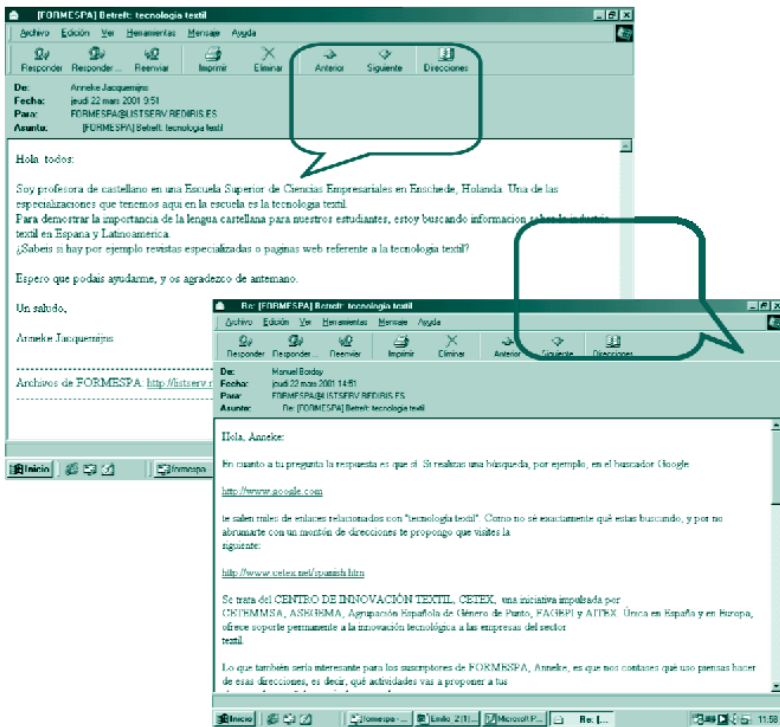 [FORMESPA] Betreft: tecnologia textil
Archivo Edición Ver Herramientas Mensaje Ayuda
Responder Responder... Reenviar Imprimir Eliminar Anterior Siguiente Direcciones
De: Anneke Jacquemijns
Fecha: jeudi 22 mars 2001 9:51
Para: FORMESPA@LISTSERV.REDIRIS.ES
Asunto: [FORMESPA] Betreft: tecnologia textil
Hola todos:
Soy profesora de castellano en una Escuela Superior de Ciencias Empresariales en Enschede, Holanda. Una de las
especializaciones que tenemos aqui en la escuela es la tecnologia textil.
Para demostrar la importancia de la lengua castellana para nuestros estudiantes, estoy buscando informacion sobre la industria
textil en Espana y Latinoamerica.
¿Sabeis si hay por ejemplo revistas especializadas o paginas web referente a la tecnologia textil?
Espero que podais ayudarme, y os agradezco de antemano.
Un saludo,
Anneke Jacquemijns
Archivos de FORMESPA: http://listserv.r
Inicio formespa
Re: [FORMESPA] Betreft: tecnologia textil
Archivo Edición Ver Herramientas Mensaje Ayuda
Responder Responder... Reenviar Imprimir Eliminar Anterior Siguiente Direcciones
De: Manuel
Fecha: jeudi 22 mars 2001 14:51
Para: FORMESPA@LISTSERV.REDIRIS.ES
Asunto: Re: [FORMESPA] Betreft: tecnologia textil
Hola, Anneke:
En cuanto a tu pregunta la respuesta es que sí. Si realizas una búsqueda, por ejemplo, en el buscador Google
http://www.google.com
te salen miles de enlaces relacionados con "tecnología textil". Como no sé exactamente qué estas buscando, y por no
abrumarte con un montón de direcciones te propongo que visites la
siguiente:
http://www.cetex.net/spanish.htm
Se trata del CENTRO DE INNOVACIÓN TEXTIL, CETEX, una iniciativa impulsada por
CETEMMSA, ASEGEMA, Agrupación Española de Género de Punto, FAGEPI y AITEX. Única en España y en Europa,
ofrece soporte permanente a la innovación tecnológica a las empresas del sector
textil.
Lo que también sería interesante para los suscriptores de FORMESPA, Anneke, es que nos contases qué uso piensas hacer
de esas direcciones, es decir, qué actividades vas a proponer a tus
Inicio formespa - ... Emilio 2(1)... Microsoft P... Re: [... 11:58